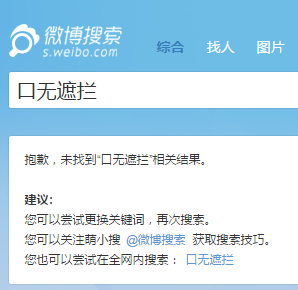 微博搜索
s.weibo.com
综合 找人 图片
口无遮拦
抱歉，未找到“口无遮拦”相关结果。
建议：
您可以尝试更换关键词，再次搜索。
您可以关注萌小搜 @微博搜索 获取搜索技巧。
您也可以尝试在全网内搜索： 口无遮拦